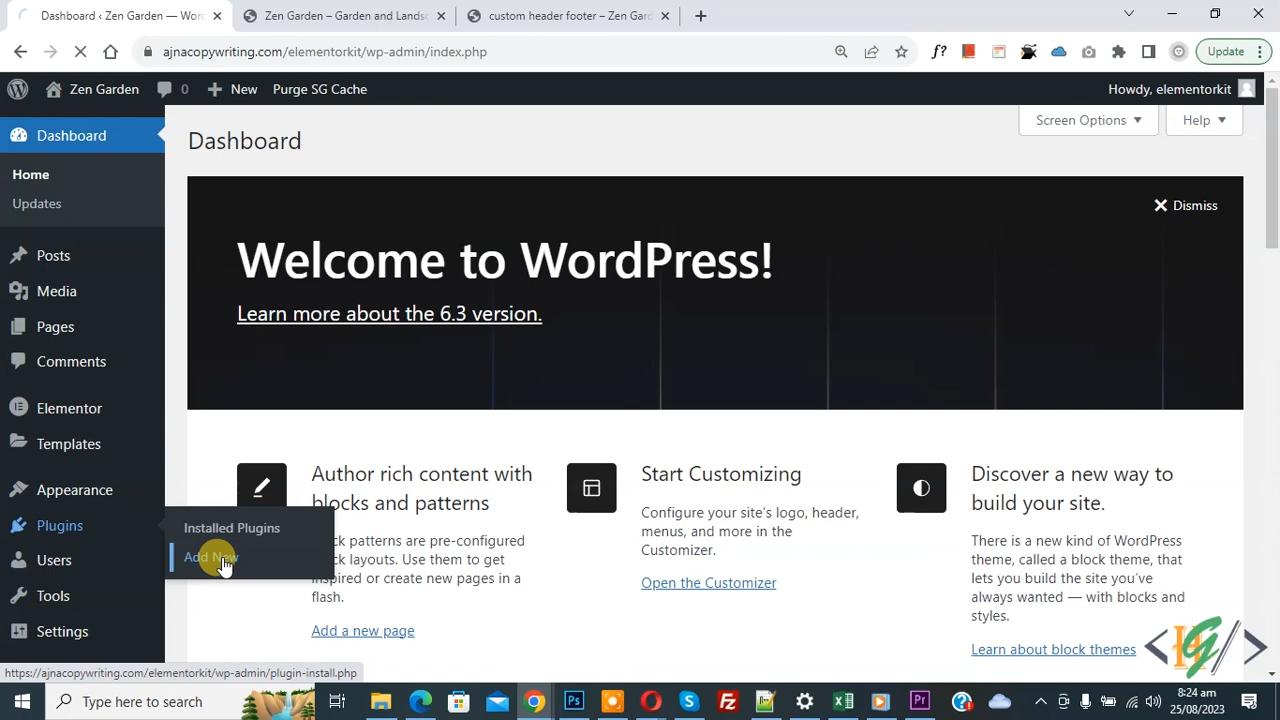 Dashboard ‹ Zen Garden — Wor
Zen Garden – Garden and Landsc
custom header footer – Zen Gard
ajnacopywriting.com/elementorkit/wp-admin/index.php
f?
Update
Zen Garden
0
New
Purge SG Cache
Howdy, elementorkit
Dashboard
Home
Updates
Posts
Media
Pages
Comments
Elementor
Templates
Appearance
Plugins
Users
Tools
Settings
Installed Plugins
Add New
Dashboard
Screen Options
Help
Dismiss
Welcome to WordPress!
Learn more about the 6.3 version.
Author rich content with
blocks and patterns
ck patterns are pre-configured
ck layouts. Use them to get
inspired or create new pages in a
flash.
Add a new page
Start Customizing
Configure your site's logo, header,
menus, and more in the
Customizer.
Open the Customizer
Discover a new way to
build your site.
There is a new kind of WordPress
theme, called a block theme, that
lets you build the site you've
always wanted — with blocks and
styles.
Learn about block themes
https://ajnacopywriting.com/elementorkit/wp-admin/plugin-install.php
Type here to search
Ps
Pr
8:24 am
25/08/2023